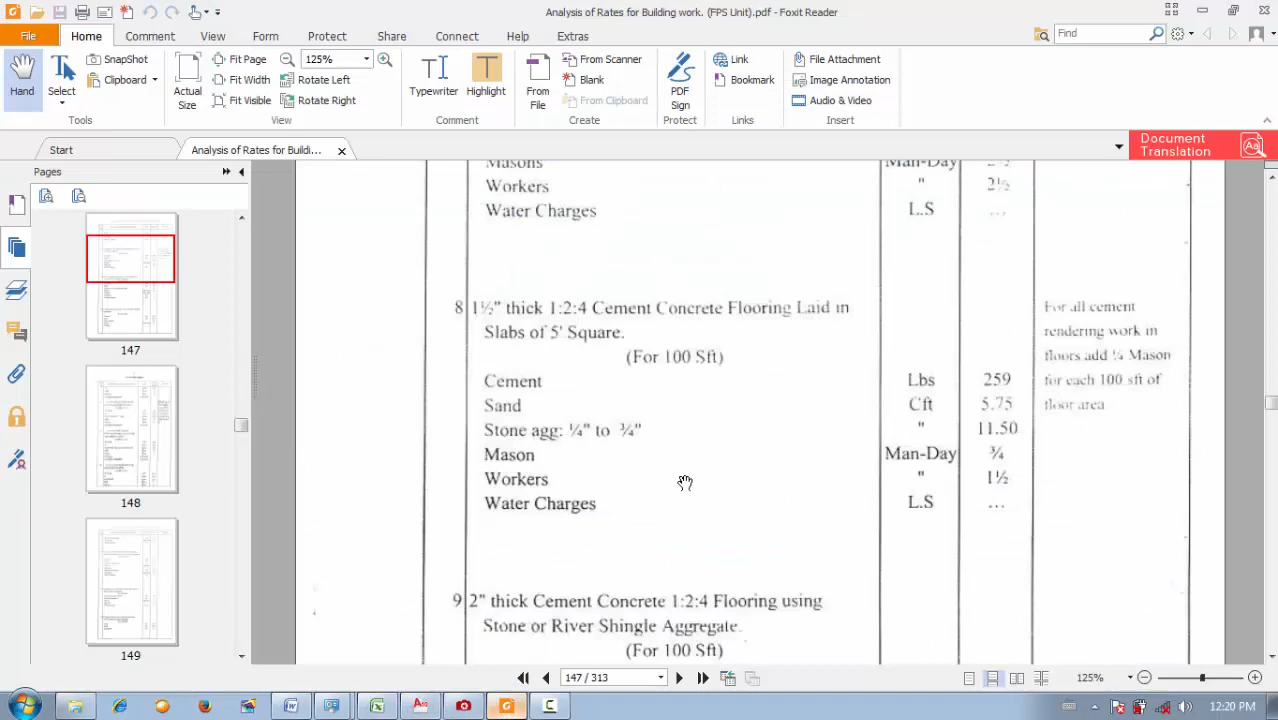 Analysis of Rates for Building work. (FPS Unit).pdf - Foxit Reader
File Home Comment View Form Protect Share Connect Help Extras
Find
Hand
Select
SnapShot
Clipboard
Tools
Actual Size
Fit Page
Fit Width
Fit Visible
125%
Rotate Left
Rotate Right
View
Typewriter
Highlight
Comment
From File
From Scanner
Blank
From Clipboard
Create
PDF Sign
Protect
Link
Bookmark
Links
File Attachment
Image Annotation
Audio & Video
Insert
Start
Analysis of Rates for Buildi...
Document Translation
Pages
147
148
149
Masons Man-Day
Workers " 2½
Water Charges L.S ...
8 1½" thick 1:2:4 Cement Concrete Flooring Laid in
Slabs of 5' Square.
(For 100 Sft)
Cement Lbs 259
Sand Cft 5.75
Stone agg: ¼" to ¾" " 11.50
Mason Man-Day ¾
Workers " 1½
Water Charges L.S ...
For all cement
rendering work in
floors add ¼ Mason
for each 100 sft of
floor area
9 2" thick Cement Concrete 1:2:4 Flooring using
Stone or River Shingle Aggregate.
(For 100 Sft)
147 / 313
125%
12:20 PM